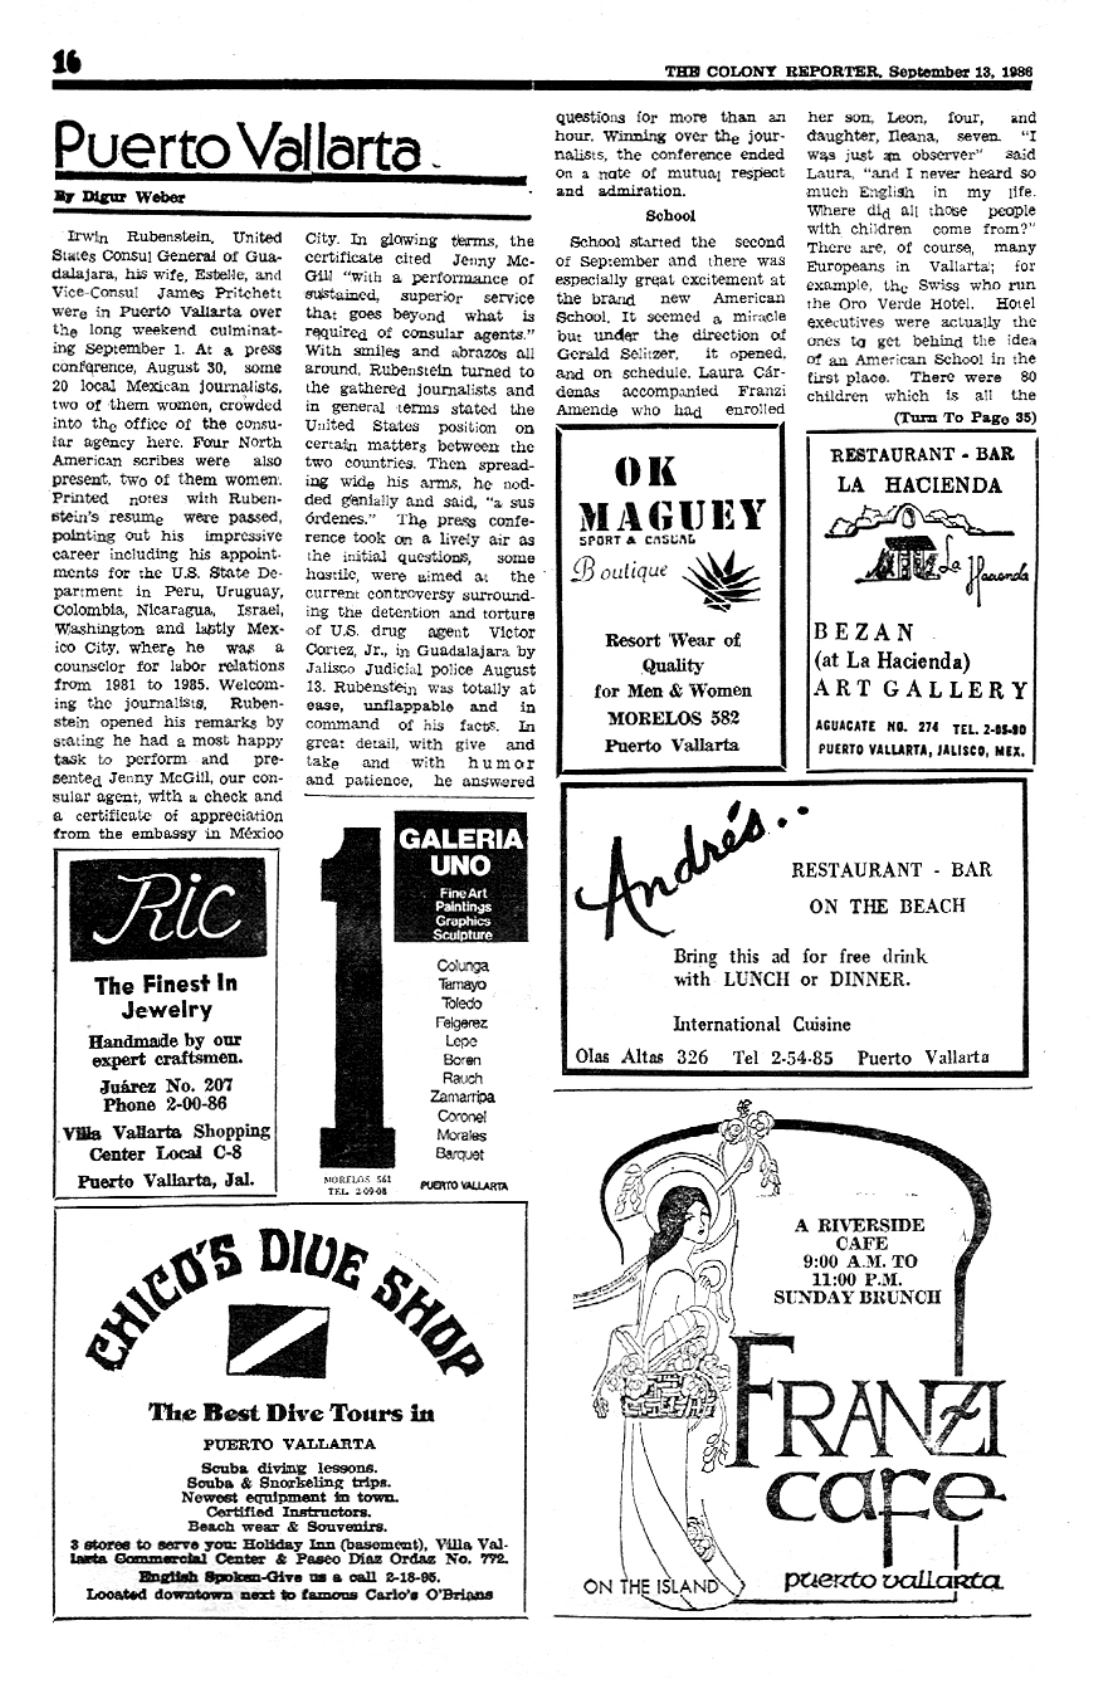 16
THE COLONY REPORTER, September 13, 1986
Puerto Vallarta
By Digur Weber
Irwin Rubenstein, United
States Consul General of Gua-
dalajara, his wife, Estelle, and
Vice-Consul James Pritchett
were in Puerto Vallarta over
the long weekend culminat-
ing September 1. At a press
conference, August 30, some
20 local Mexican journalists,
two of them women, crowded
into the office of the consu-
lar agency here. Four North
American scribes were also
present, two of them women.
Printed notes with Ruben-
stein's resume were passed,
pointing out his impressive
career including his appoint-
ments for the U.S. State De-
partment in Peru, Uruguay,
Colombia, Nicaragua, Israel,
Washington and lastly Mex-
ico City, where he was a
counselor for labor relations
from 1981 to 1985. Welcom-
ing the journalists, Ruben-
stein opened his remarks by
stating he had a most happy
task to perform and pre-
sented Jenny McGill, our con-
sular agent, with a check and
a certificate of appreciation
from the embassy in México
City. In glowing terms, the
certificate cited Jenny Mc-
Gill "with a performance of
sustained, superior service
that goes beyond what is
required of consular agents."
With smiles and abrazos all
around, Rubenstein turned to
the gathered journalists and
in general terms stated the
United States position on
certain matters between the
two countries. Then spread-
ing wide his arms, he nod-
ded genially and said, "a sus
órdenes." The press confe-
rence took on a lively air as
the initial questions, some
hostile, were aimed at the
current controversy surround-
ing the detention and torture
of U.S. drug agent Victor
Cortez, Jr., in Guadalajara by
Jalisco Judicial police August
13. Rubenstein was totally at
ease, unflappable and in
command of his facts. In
great detail, with give and
take and with humor
and patience, he answered
questions for more than an
hour. Winning over the jour-
nalists, the conference ended
on a note of mutual respect
and admiration.
School
School started the second
of September and there was
especially great excitement at
the brand new American
School. It seemed a miracle
but under the direction of
Gerald Selitzer, it opened,
and on schedule. Laura Cár-
denas accompanied Franzi
Amende who had enrolled
her son, Leon, four, and
daughter, Ileana, seven. "I
was just an observer" said
Laura, "and I never heard so
much English in my life.
Where did all those people
with children come from?"
There are, of course, many
Europeans in Vallarta; for
example, the Swiss who run
the Oro Verde Hotel. Hotel
executives were actually the
ones to get behind the idea
of an American School in the
first place. There were 80
children which is all the
(Turn To Page 35)
OK
MAGUEY
SPORT & CASUAL
Boutique
Resort Wear of
Quality
for Men & Women
MORELOS 582
Puerto Vallarta
RESTAURANT - BAR
LA HACIENDA
La Hacienda
BEZAN
(at La Hacienda)
ART GALLERY
AGUACATE NO. 274 TEL. 2-05-90
PUERTO VALLARTA, JALISCO, MEX.
Andrés..
RESTAURANT - BAR
ON THE BEACH
Bring this ad for free drink
with LUNCH or DINNER.
International Cuisine
Olas Altas 326 Tel 2-54-85 Puerto Vallarta
Ric
The Finest In
Jewelry
Handmade by our
expert craftsmen.
Juárez No. 207
Phone 2-00-86
Villa Vallarta Shopping
Center Local C-8
Puerto Vallarta, Jal.
1
GALERIA
UNO
Fine Art
Paintings
Graphics
Sculpture
Colunga
Tamayo
Toledo
Felgerez
Lepe
Boren
Rauch
Zamarripa
Coronel
Morales
Barquet
MORELOS 561
TEL. 2-09-08
PUERTO VALLARTA
CHICO'S DIVE SHOP
The Best Dive Tours in
PUERTO VALLARTA
Scuba diving lessons.
Scuba & Snorkeling trips.
Newest equipment in town.
Certified Instructors.
Beach wear & Souvenirs.
3 stores to serve you: Holiday Inn (basement), Villa Val-
larta Commercial Center & Paseo Diaz Ordaz No. 772.
English Spoken-Give us a call 2-18-95.
Located downtown next to famous Carlo's O'Brians
A RIVERSIDE
CAFE
9:00 A.M. TO
11:00 P.M.
SUNDAY BRUNCH
FRANZI
cafe
ON THE ISLAND
puerto vallarta